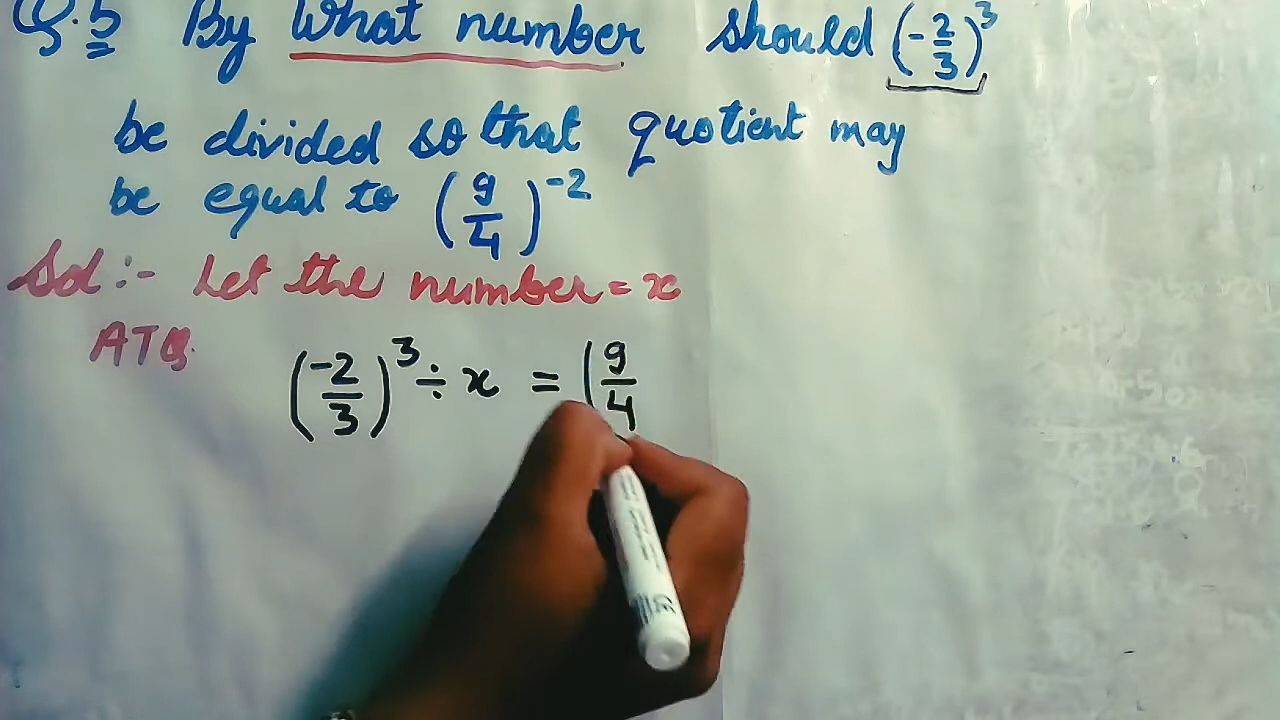 Q.5 By What number should (-2/3)³
be divided so that quotient may
be equal to (9/4)⁻²
Sol:- Let the number = x
ATQ. (-2/3)³ ÷ x = (9/4